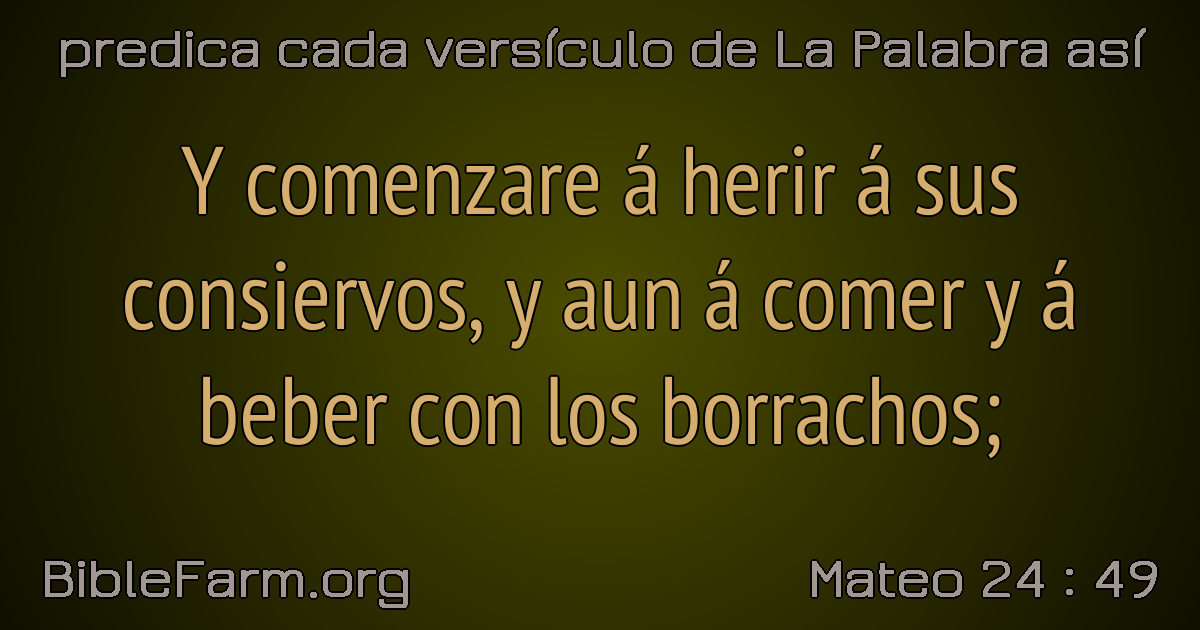 predica cada versículo de La Palabra así
Y comenzare á herir á sus
consiervos, y aun á comer y á
beber con los borrachos;
BibleFarm.org
Mateo 24 : 49